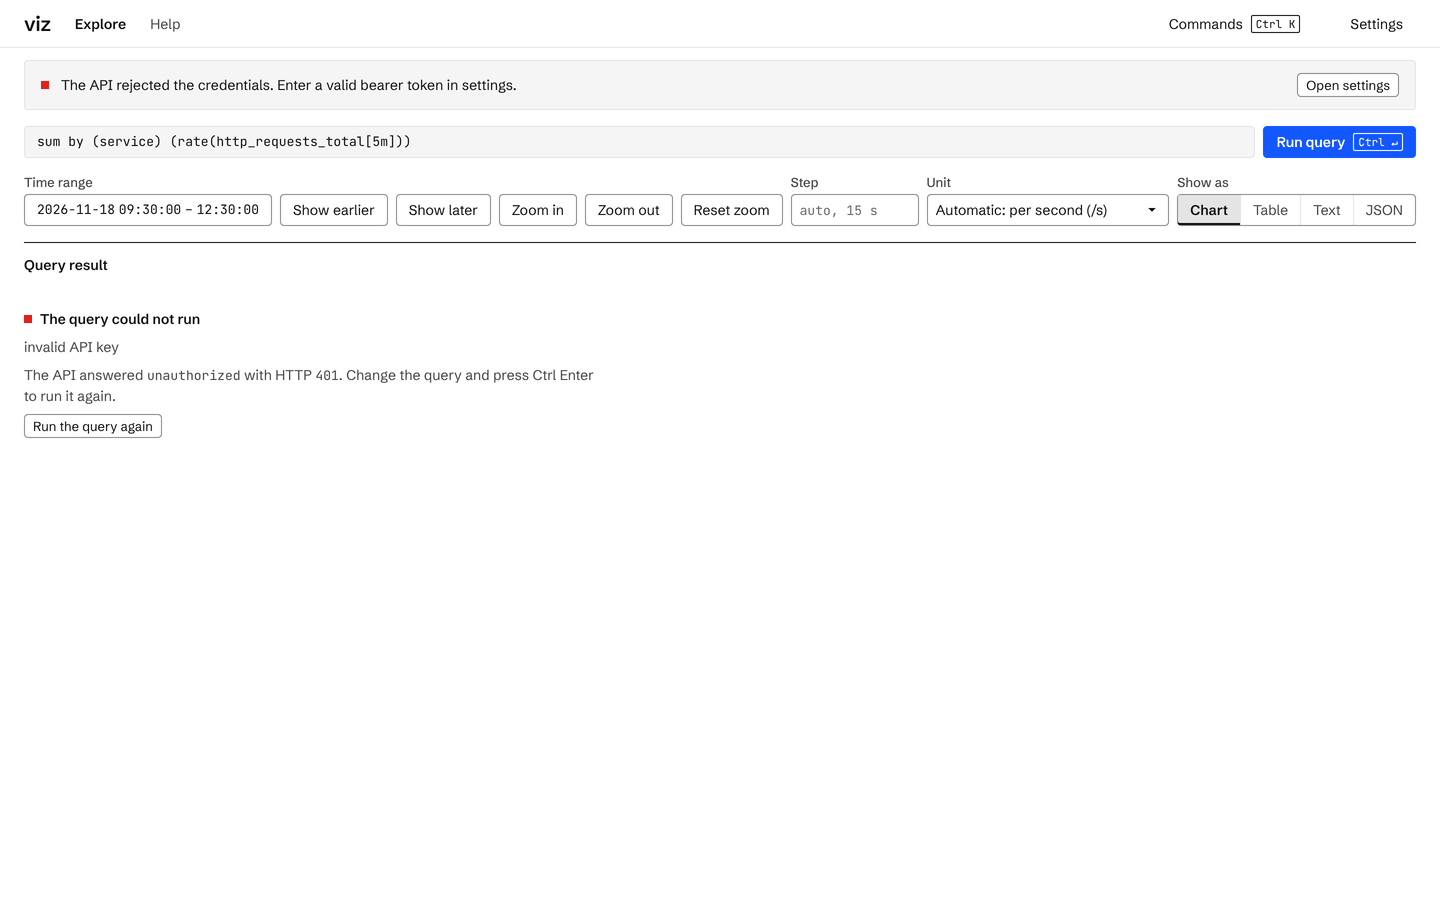 viz Explore Help Commands Ctrl K Settings
The API rejected the credentials. Enter a valid bearer token in settings. Open settings
sum by (service) (rate(http_requests_total[5m])) Run query Ctrl ↵
Time range Step Unit Show as
2026-11-18 09:30:00 – 12:30:00 Show earlier Show later Zoom in Zoom out Reset zoom auto, 15 s Automatic: per second (/s) Chart Table Text JSON
Query result
The query could not run
invalid API key
The API answered unauthorized with HTTP 401. Change the query and press Ctrl Enter
to run it again.
Run the query again